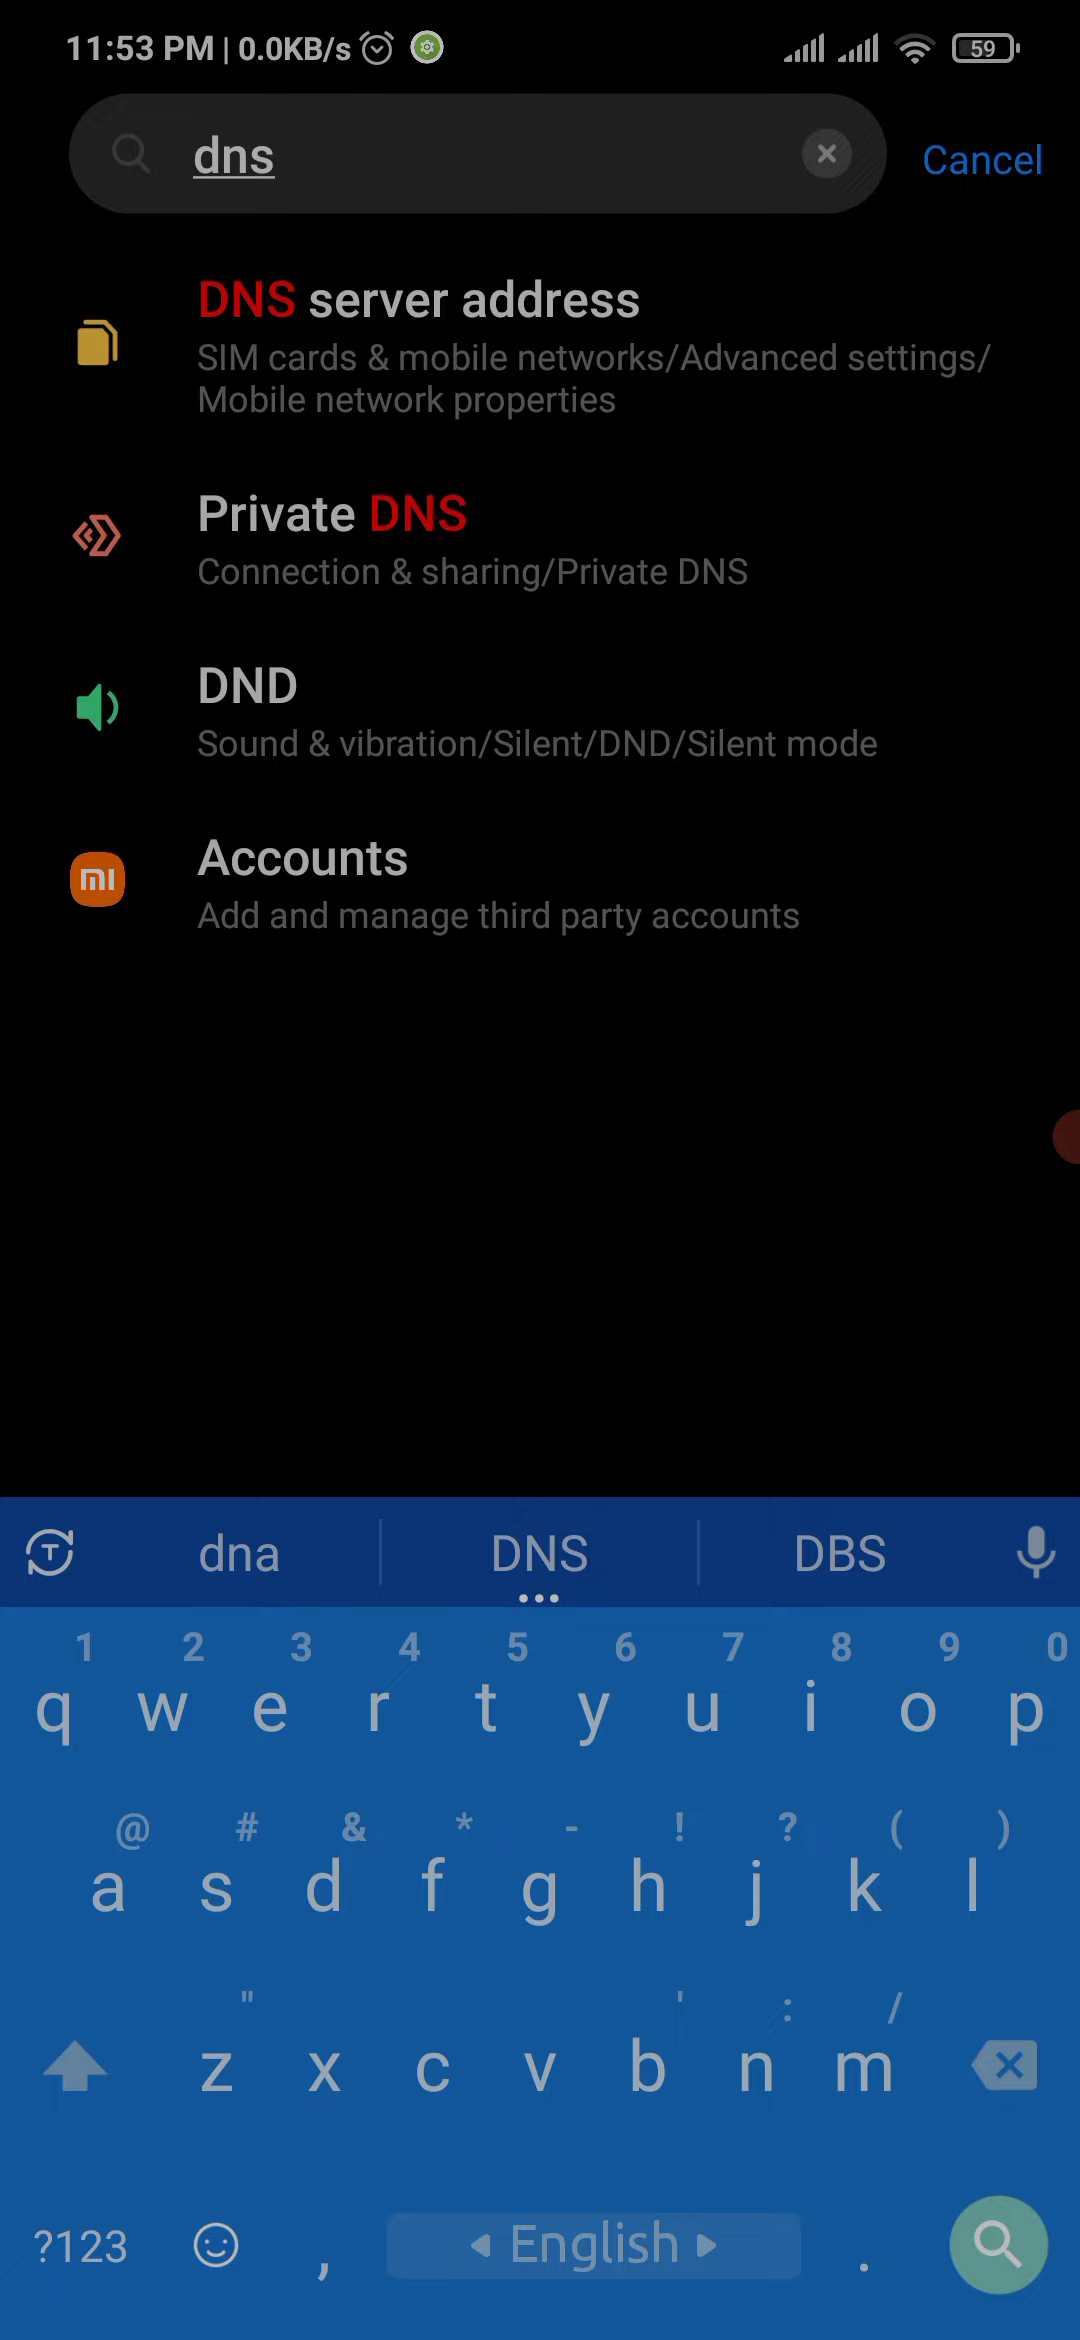 11:53 PM | 0.0KB/s
59
dns
Cancel
DNS server address
SIM cards & mobile networks/Advanced settings/
Mobile network properties
Private DNS
Connection & sharing/Private DNS
DND
Sound & vibration/Silent/DND/Silent mode
mi
Accounts
Add and manage third party accounts
T dna DNS DBS
1 2 3 4 5 6 7 8 9 0
q w e r t y u i o p
@ # & * - ! ? ( )
a s d f g h j k l
" ' : /
z x c v b n m
?123 , English .